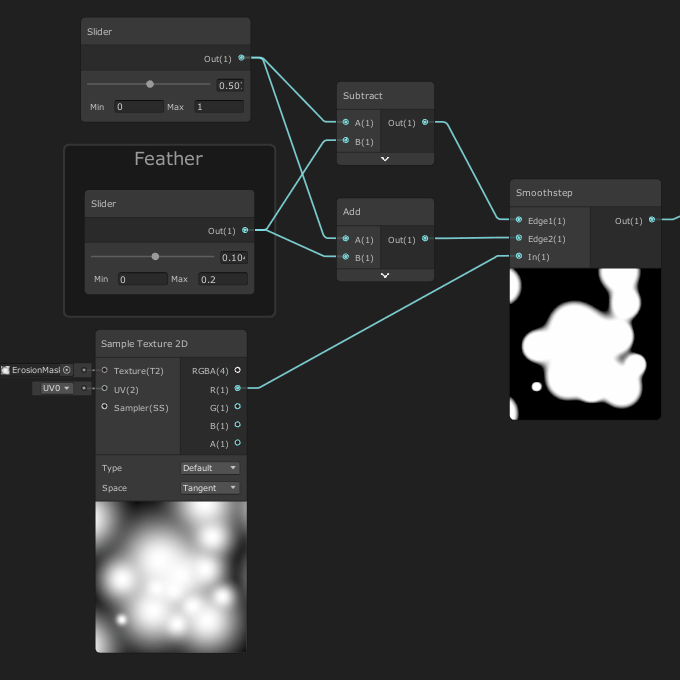 Slider
Out(1)
0.50
Min 0 Max 1
Feather
Slider
Out(1)
0.10
Min 0 Max 0.2
Subtract
A(1) Out(1)
B(1)
Add
A(1) Out(1)
B(1)
Smoothstep
Edge1(1) Out(1)
Edge2(1)
In(1)
Sample Texture 2D
ErosionMas Texture(T2) RGBA(4)
UV0 UV(2) R(1)
Sampler(SS) G(1)
B(1)
A(1)
Type Default
Space Tangent